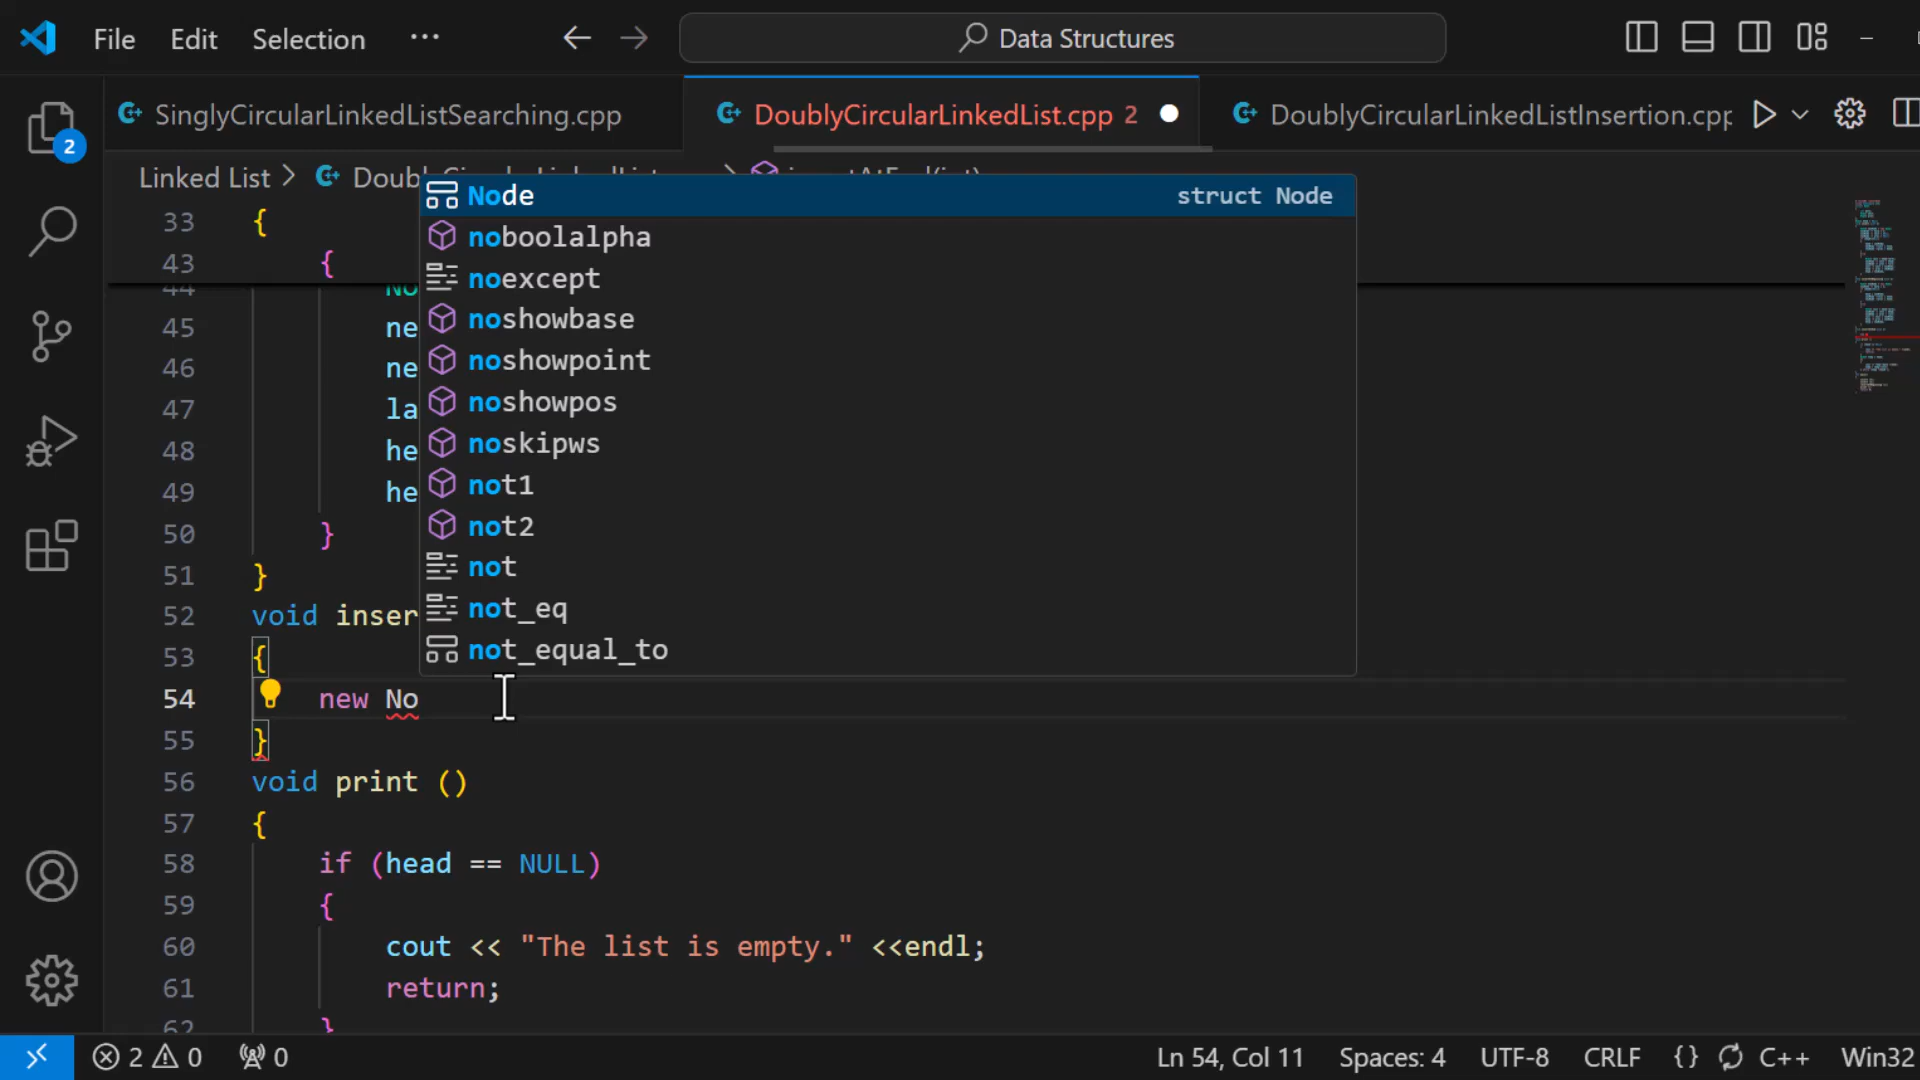 File Edit Selection ··· Data Structures
SinglyCircularLinkedListSearching.cpp DoublyCircularLinkedList.cpp 2 DoublyCircularLinkedListInsertion.cpp
2
Linked List >
33 {
43 {
44 No
45 ne
46 ne
47 la
48 he
49 he
50 }
51 }
52 void inser
53 {
54 new No
55 }
56 void print ()
57 {
58 if (head == NULL)
59 {
60 cout << "The list is empty." <<endl;
61 return;
62 }
Node struct Node
noboolalpha
noexcept
noshowbase
noshowpoint
noshowpos
noskipws
not1
not2
not
not_eq
not_equal_to
2 0 0 Ln 54, Col 11 Spaces: 4 UTF-8 CRLF {} C++ Win32